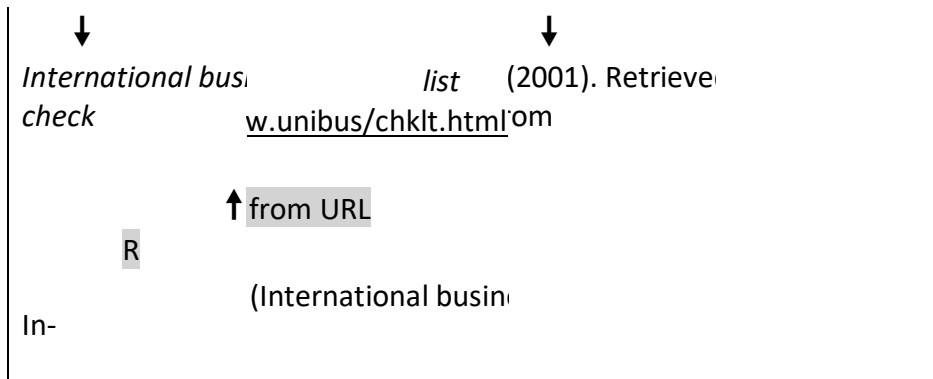 International busi list (2001). Retrieve
check w.unibus/chklt.html om
from URL
R
(International busin
In-